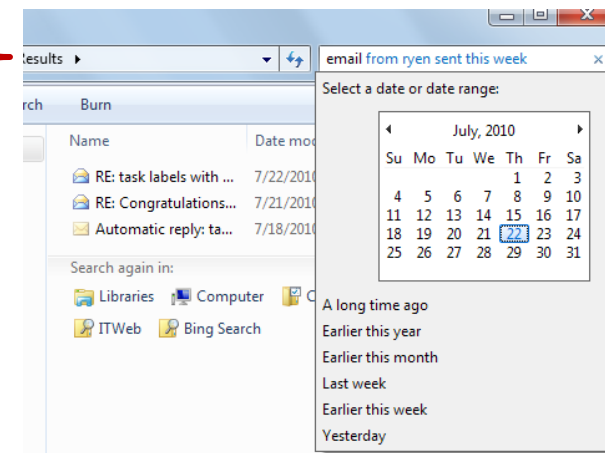 Results
email from ryen sent this week
Select a date or date range:
Burn
July, 2010
Name Date mod
Su Mo Tu We Th Fr Sa
1 2 3
RE: task labels with ... 7/22/2010
4 5 6 7 8 9 10
RE: Congratulations... 7/21/2010
11 12 13 14 15 16 17
Automatic reply: ta... 7/18/2010
18 19 20 21 22 23 24
25 26 27 28 29 30 31
Search again in:
Libraries Computer C
A long time ago
ITWeb Bing Search
Earlier this year
Earlier this month
Last week
Earlier this week
Yesterday